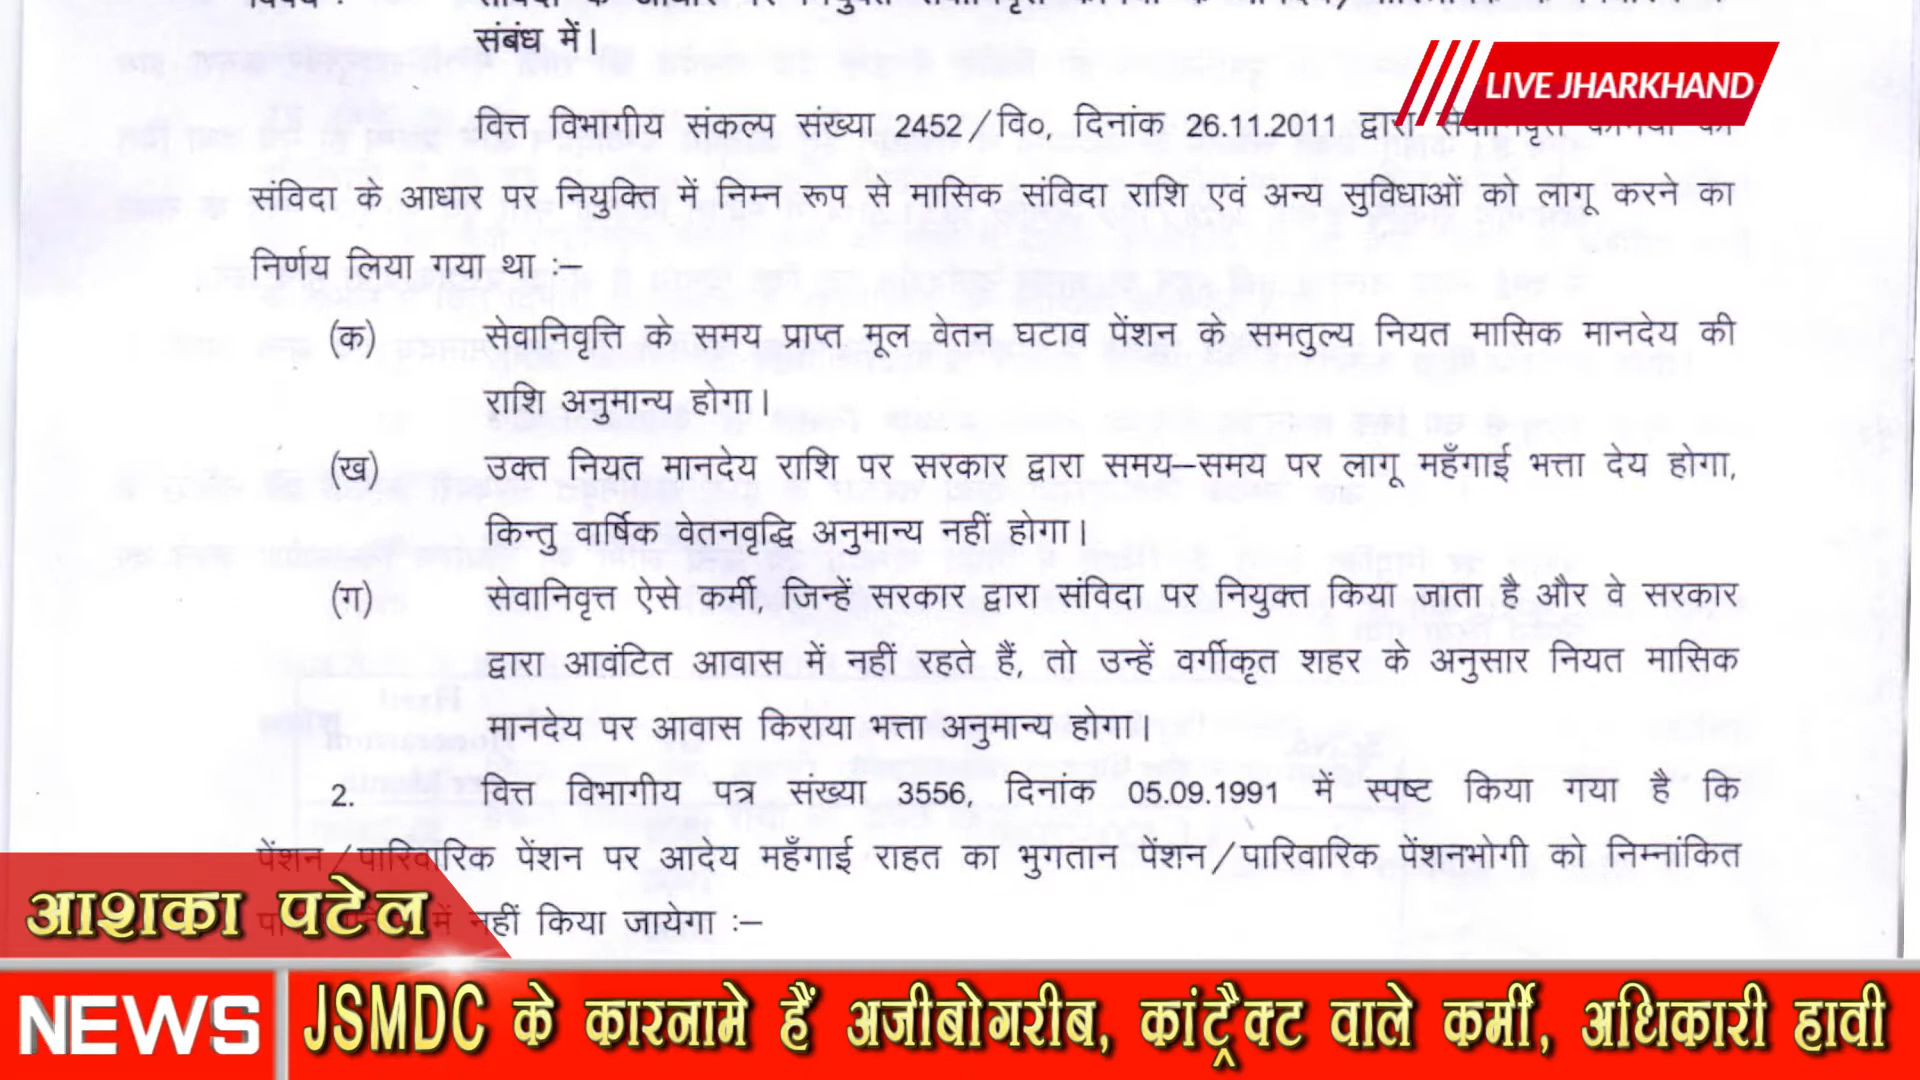 संबंध में।
LIVE JHARKHAND
वित्त विभागीय संकल्प संख्या 2452/वि०, दिनांक 26.11.2011 द्वारा
संविदा के आधार पर नियुक्ति में निम्न रूप से मासिक संविदा राशि एवं अन्य सुविधाओं को लागू करने का
निर्णय लिया गया था :–
(क) सेवानिवृत्ति के समय प्राप्त मूल वेतन घटाव पेंशन के समतुल्य नियत मासिक मानदेय की
राशि अनुमान्य होगा।
(ख) उक्त नियत मानदेय राशि पर सरकार द्वारा समय–समय पर लागू महँगाई भत्ता देय होगा,
किन्तु वार्षिक वेतनवृद्धि अनुमान्य नहीं होगा।
(ग) सेवानिवृत्त ऐसे कर्मी, जिन्हें सरकार द्वारा संविदा पर नियुक्त किया जाता है और वे सरकार
द्वारा आवंटित आवास में नहीं रहते हैं, तो उन्हें वर्गीकृत शहर के अनुसार नियत मासिक
मानदेय पर आवास किराया भत्ता अनुमान्य होगा।
2. वित्त विभागीय पत्र संख्या 3556, दिनांक 05.09.1991 में स्पष्ट किया गया है कि
पेंशन/पारिवारिक पेंशन पर आदेय महँगाई राहत का भुगतान पेंशन/पारिवारिक पेंशनभोगी को निम्नांकित
में नहीं किया जायेगा :–
आशका पटेल
NEWS
JSMDC के कारनामे हैं अजीबोगरीब, कांट्रैक्ट वाले कर्मी, अधिकारी हावी